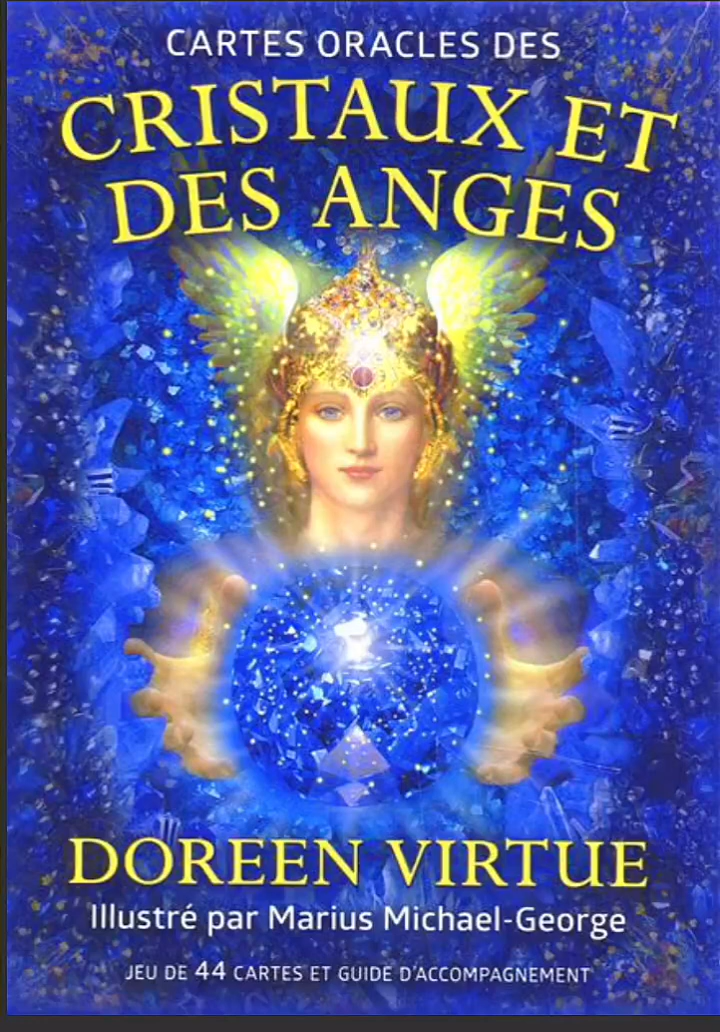 CARTES ORACLES DES
CRISTAUX ET
DES ANGES
DOREEN VIRTUE
Illustré par Marius Michael-George
JEU DE 44 CARTES ET GUIDE D'ACCOMPAGNEMENT